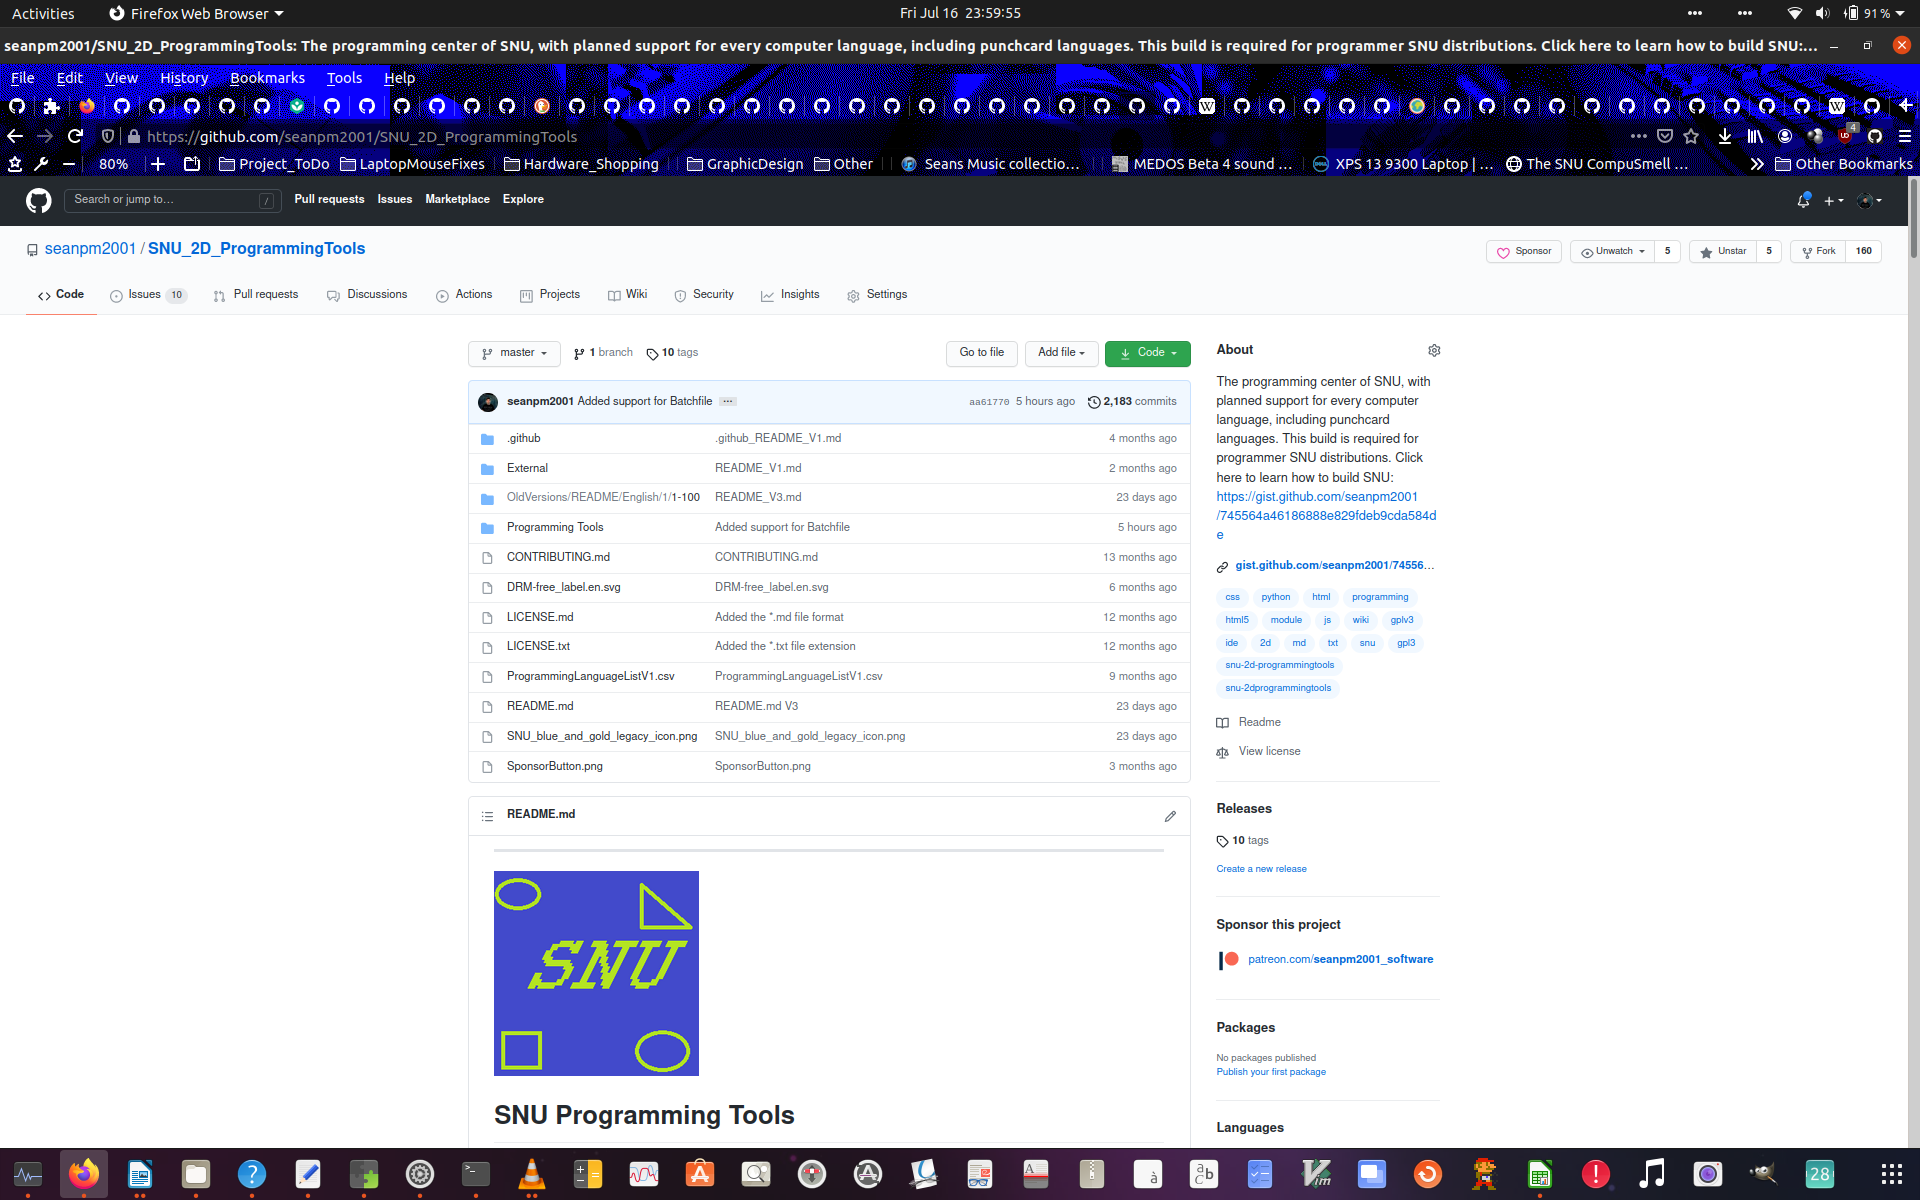 Activities
Firefox Web Browser
Fri Jul 16 23:59:55
91 %
seanpm2001/SNU_2D_ProgrammingTools: The programming center of SNU, with planned support for every computer language, including punchcard languages. This build is required for programmer SNU distributions. Click here to learn how to build SNU:...
File Edit View History Bookmarks Tools Help
https://github.com/seanpm2001/SNU_2D_ProgrammingTools
4
80%
Project_ToDo
LaptopMouseFixes
Hardware_Shopping
GraphicDesign
Other
Seans Music collectio…
MEDOS Beta 4 sound …
XPS 13 9300 Laptop | …
The SNU CompuSmell …
Other Bookmarks
Search or jump to…
/
Pull requests Issues Marketplace Explore
seanpm2001 / SNU_2D_ProgrammingTools
Sponsor
Unwatch 5
Unstar 5
Fork 160
Code
Issues 10
Pull requests
Discussions
Actions
Projects
Wiki
Security
Insights
Settings
master
1 branch
10 tags
Go to file
Add file
Code
seanpm2001 Added support for Batchfile ...
aa61770 5 hours ago
2,183 commits
.github .github_README_V1.md 4 months ago
External README_V1.md 2 months ago
OldVersions/README/English/1/1-100 README_V3.md 23 days ago
Programming Tools Added support for Batchfile 5 hours ago
CONTRIBUTING.md CONTRIBUTING.md 13 months ago
DRM-free_label.en.svg DRM-free_label.en.svg 6 months ago
LICENSE.md Added the *.md file format 12 months ago
LICENSE.txt Added the *.txt file extension 12 months ago
ProgrammingLanguageListV1.csv ProgrammingLanguageListV1.csv 9 months ago
README.md README.md V3 23 days ago
SNU_blue_and_gold_legacy_icon.png SNU_blue_and_gold_legacy_icon.png 23 days ago
SponsorButton.png SponsorButton.png 3 months ago
README.md
SNU
SNU Programming Tools
About
The programming center of SNU, with
planned support for every computer
language, including punchcard
languages. This build is required for
programmer SNU distributions. Click
here to learn how to build SNU:
https://gist.github.com/seanpm2001
/745564a46186888e829fdeb9cda584d
e
gist.github.com/seanpm2001/74556…
css python html programming
html5 module js wiki gplv3
ide 2d md txt snu gpl3
snu-2d-programmingtools
snu-2dprogrammingtools
Readme
View license
Releases
10 tags
Create a new release
Sponsor this project
patreon.com/seanpm2001_software
Packages
No packages published
Publish your first package
Languages
28